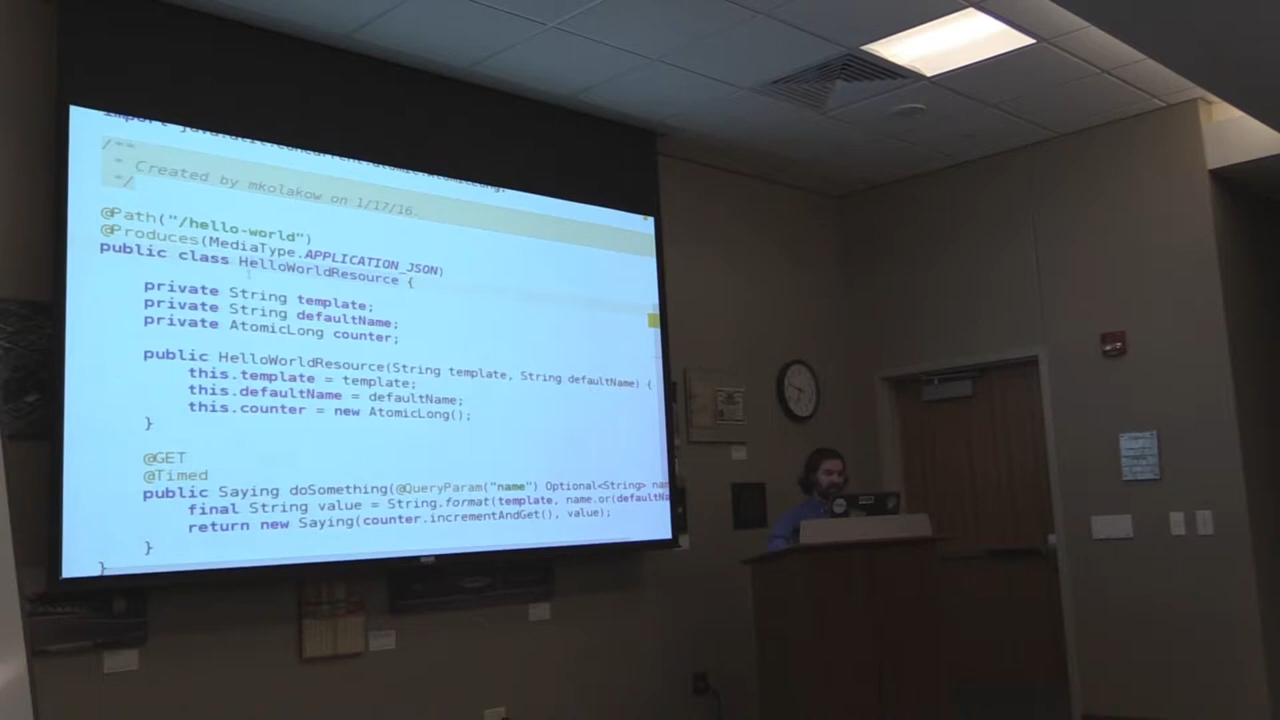 /**
* Created by mkolakow on 1/17/16.
*/
@Path("/hello-world")
@Produces(MediaType.APPLICATION_JSON)
public class HelloWorldResource {
private String template;
private String defaultName;
private AtomicLong counter;
public HelloWorldResource(String template, String defaultName) {
this.template = template;
this.defaultName = defaultName;
this.counter = new AtomicLong();
}
@GET
@Timed
public Saying doSomething(@QueryParam("name") Optional<String> nam
final String value = String.format(template, name.or(defaultNa
return new Saying(counter.incrementAndGet(), value);
}
}